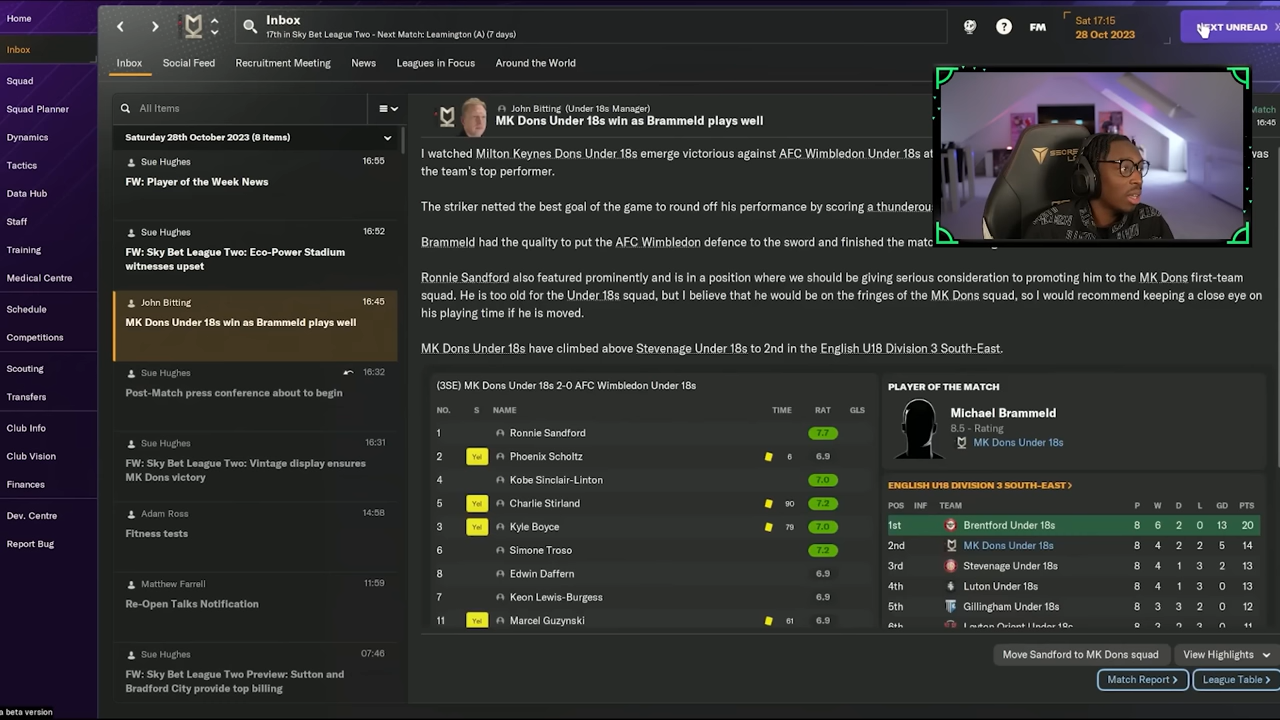 Home
Inbox
Squad
Squad Planner
Dynamics
Tactics
Data Hub
Staff
Training
Medical Centre
Schedule
Competitions
Scouting
Transfers
Club Info
Club Vision
Finances
Dev. Centre
Report Bug
a beta version
Inbox
17th in Sky Bet League Two - Next Match: Leamington (A) (7 days)
FM
Sat 17:15
28 Oct 2023
NEXT UNREAD
Inbox Social Feed Recruitment Meeting News Leagues in Focus Around the World
All Items
Saturday 28th October 2023 (8 items)
Sue Hughes 16:55
FW: Player of the Week News
Sue Hughes 16:52
FW: Sky Bet League Two: Eco-Power Stadium
witnesses upset
John Bitting 16:45
MK Dons Under 18s win as Brammeld plays well
Sue Hughes 16:32
Post-Match press conference about to begin
Sue Hughes 16:31
FW: Sky Bet League Two: Vintage display ensures
MK Dons victory
Adam Ross 14:58
Fitness tests
Matthew Farrell 11:59
Re-Open Talks Notification
Sue Hughes 07:46
FW: Sky Bet League Two Preview: Sutton and
Bradford City provide top billing
John Bitting (Under 18s Manager)
MK Dons Under 18s win as Brammeld plays well
Match
16:45
I watched Milton Keynes Dons Under 18s emerge victorious against AFC Wimbledon Under 18s at
was
the team's top performer.
The striker netted the best goal of the game to round off his performance by scoring a thunderous
Brammeld had the quality to put the AFC Wimbledon defence to the sword and finished the
Ronnie Sandford also featured prominently and is in a position where we should be giving serious consideration to promoting him to the MK Dons first-team
squad. He is too old for the Under 18s squad, but I believe that he would be on the fringes of the MK Dons squad, so I would recommend keeping a close eye on
his playing time if he is moved.
MK Dons Under 18s have climbed above Stevenage Under 18s to 2nd in the English U18 Division 3 South-East.
(3SE) MK Dons Under 18s 2-0 AFC Wimbledon Under 18s
NO. S NAME TIME RAT GLS
1 Ronnie Sandford 7.7
2 Yel Phoenix Scholtz 6 6.9
4 Kobe Sinclair-Linton 7.0
5 Yel Charlie Stirland 90 7.2
3 Yel Kyle Boyce 79 7.0
6 Simone Troso 7.2
8 Edwin Daffern 6.9
7 Keon Lewis-Burgess 6.9
11 Yel Marcel Guzynski 61 6.9
PLAYER OF THE MATCH
Michael Brammeld
8.5 - Rating
MK Dons Under 18s
ENGLISH U18 DIVISION 3 SOUTH-EAST
POS INF TEAM P W D L GD PTS
1st Brentford Under 18s 8 6 2 0 13 20
2nd MK Dons Under 18s 8 4 2 2 5 14
3rd Stevenage Under 18s 8 4 1 3 2 13
4th Luton Under 18s 8 4 1 3 0 13
5th Gillingham Under 18s 8 3 3 2 0 12
6th Leyton Orient Under 18s 8 3 2 3 0 11
Move Sandford to MK Dons squad View Highlights
Match Report League Table